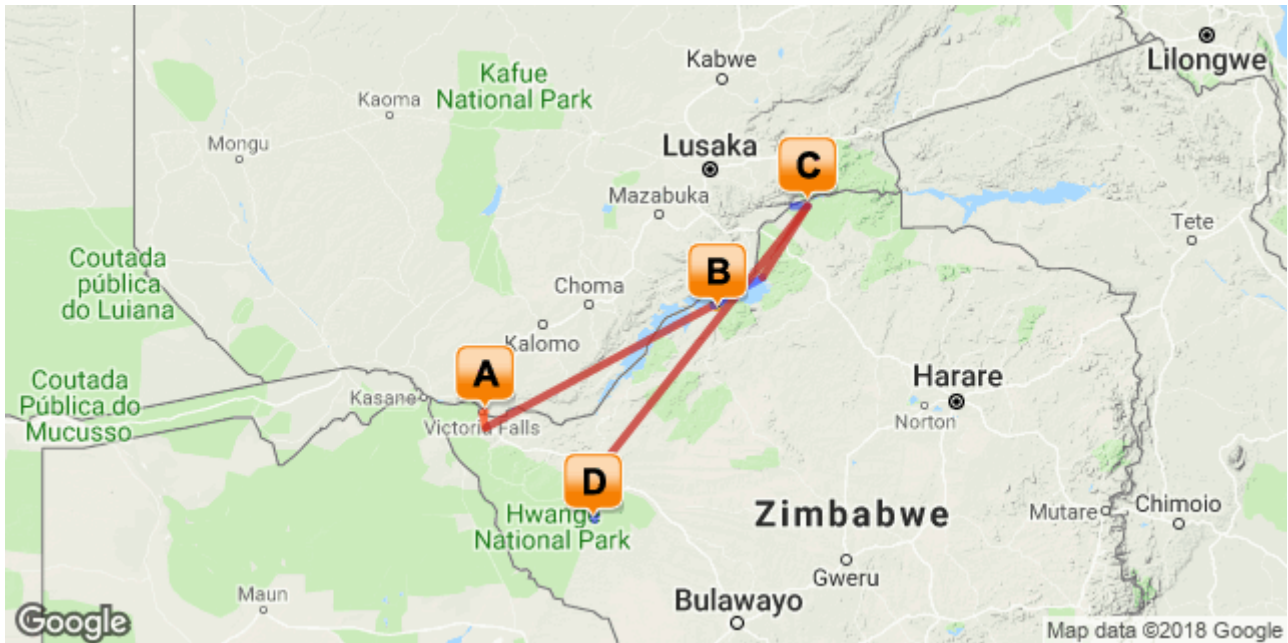 Lilongwe
Kabwe
Kafue
National Park
Kaoma
Mongu
Lusaka
C
Mazabuka
Tete
Coutada
pública
do Luiana
B
Choma
Kalomo
A
Coutada
Pública do
Mucusso
Kasane
Victoria Falls
Harare
Norton
D
Hwange
National Park
Zimbabwe
Mutare
Chimoio
Gweru
Maun
Bulawayo
Google
Map data ©2018 Google